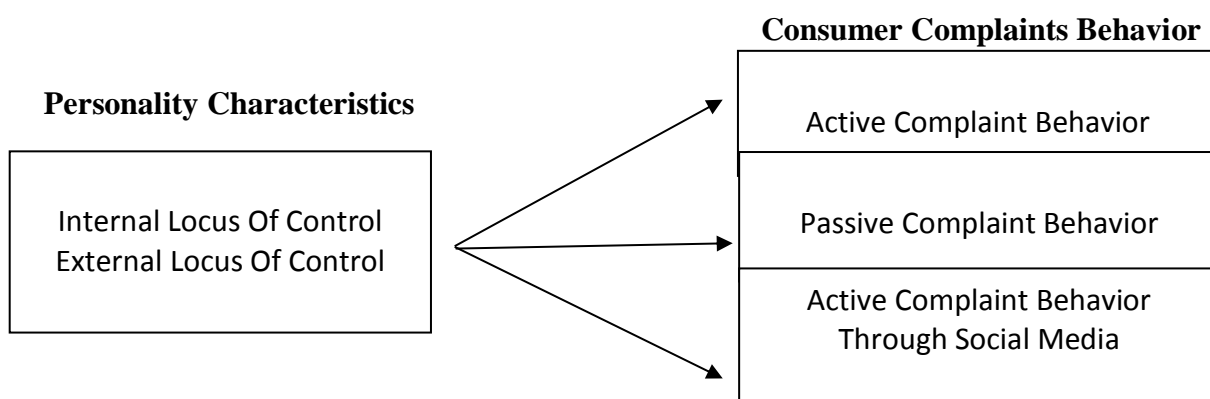 Consumer Complaints Behavior
Personality Characteristics
Active Complaint Behavior
Internal Locus Of Control
External Locus Of Control
Passive Complaint Behavior
Active Complaint Behavior
Through Social Media